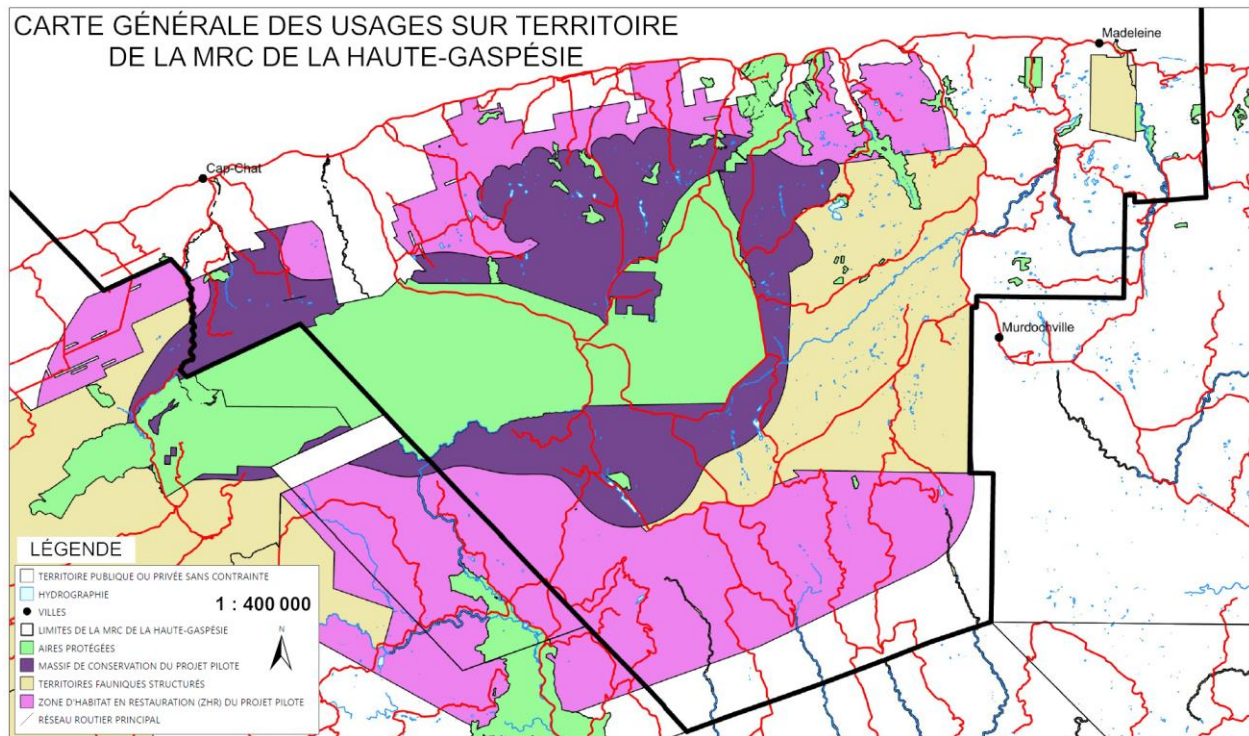 CARTE GÉNÉRALE DES USAGES SUR TERRITOIRE
DE LA MRC DE LA HAUTE-GASPÉSIE
Madeleine
Cap-Chat
Murdochville
LÉGENDE
TERRITOIRE PUBLIQUE OU PRIVÉE SANS CONTRAINTE
HYDROGRAPHIE
VILLES
1 : 400 000
LIMITES DE LA MRC DE LA HAUTE-GASPÉSIE
N
AIRES PROTÉGÉES
MASSIF DE CONSERVATION DU PROJET PILOTE
TERRITOIRES FAUNIQUES STRUCTURÉS
ZONE D'HABITAT EN RESTAURATION (ZHR) DU PROJET PILOTE
RÉSEAU ROUTIER PRINCIPAL